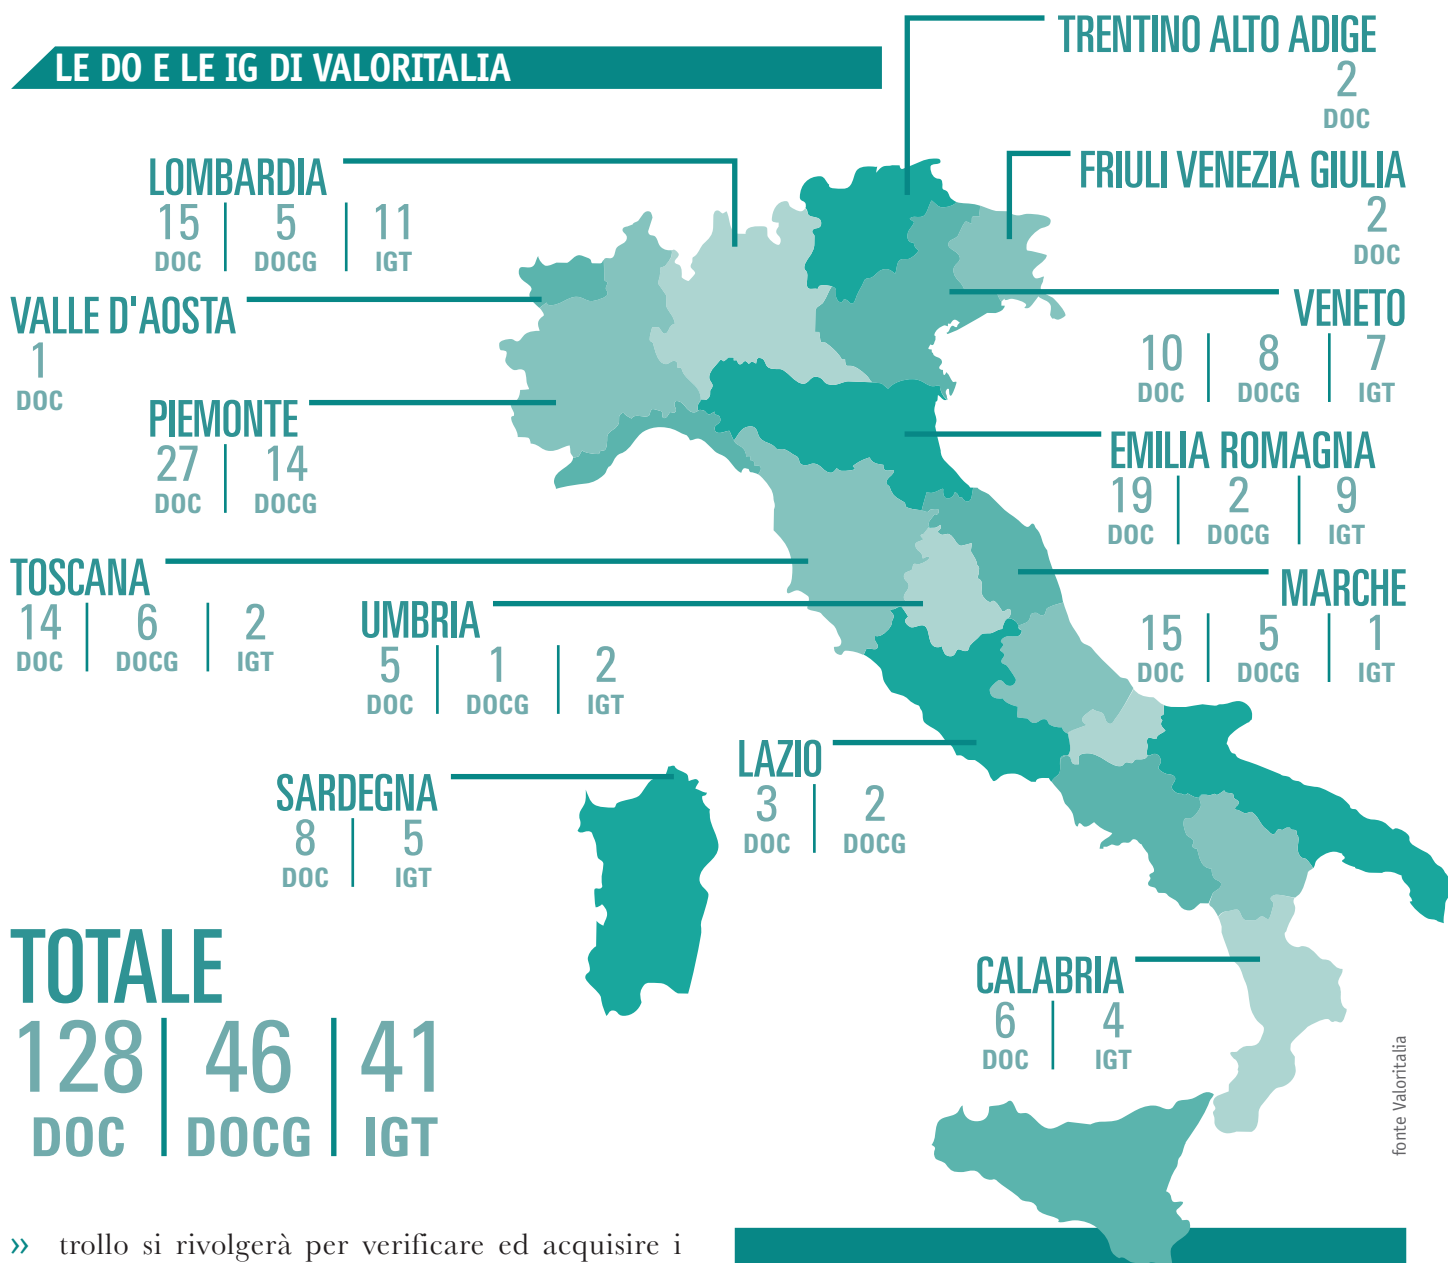 LE DO E LE IG DI VALORITALIA
TRENTINO ALTO ADIGE
2
DOC
LOMBARDIA
15 5 11
DOC DOCG IGT
FRIULI VENEZIA GIULIA
2
DOC
VALLE D'AOSTA
1
DOC
VENETO
10 8 7
DOC DOCG IGT
PIEMONTE
27 14
DOC DOCG
EMILIA ROMAGNA
19 2 9
DOC DOCG IGT
TOSCANA
14 6 2
DOC DOCG IGT
UMBRIA
5 1 2
DOC DOCG IGT
MARCHE
15 5 1
DOC DOCG IGT
LAZIO
3 2
DOC DOCG
SARDEGNA
8 5
DOC IGT
CALABRIA
6 4
DOC IGT
TOTALE
128 46 41
DOC DOCG IGT
fonte Valoritalia
›› trollo si rivolgerà per verificare ed acquisire i